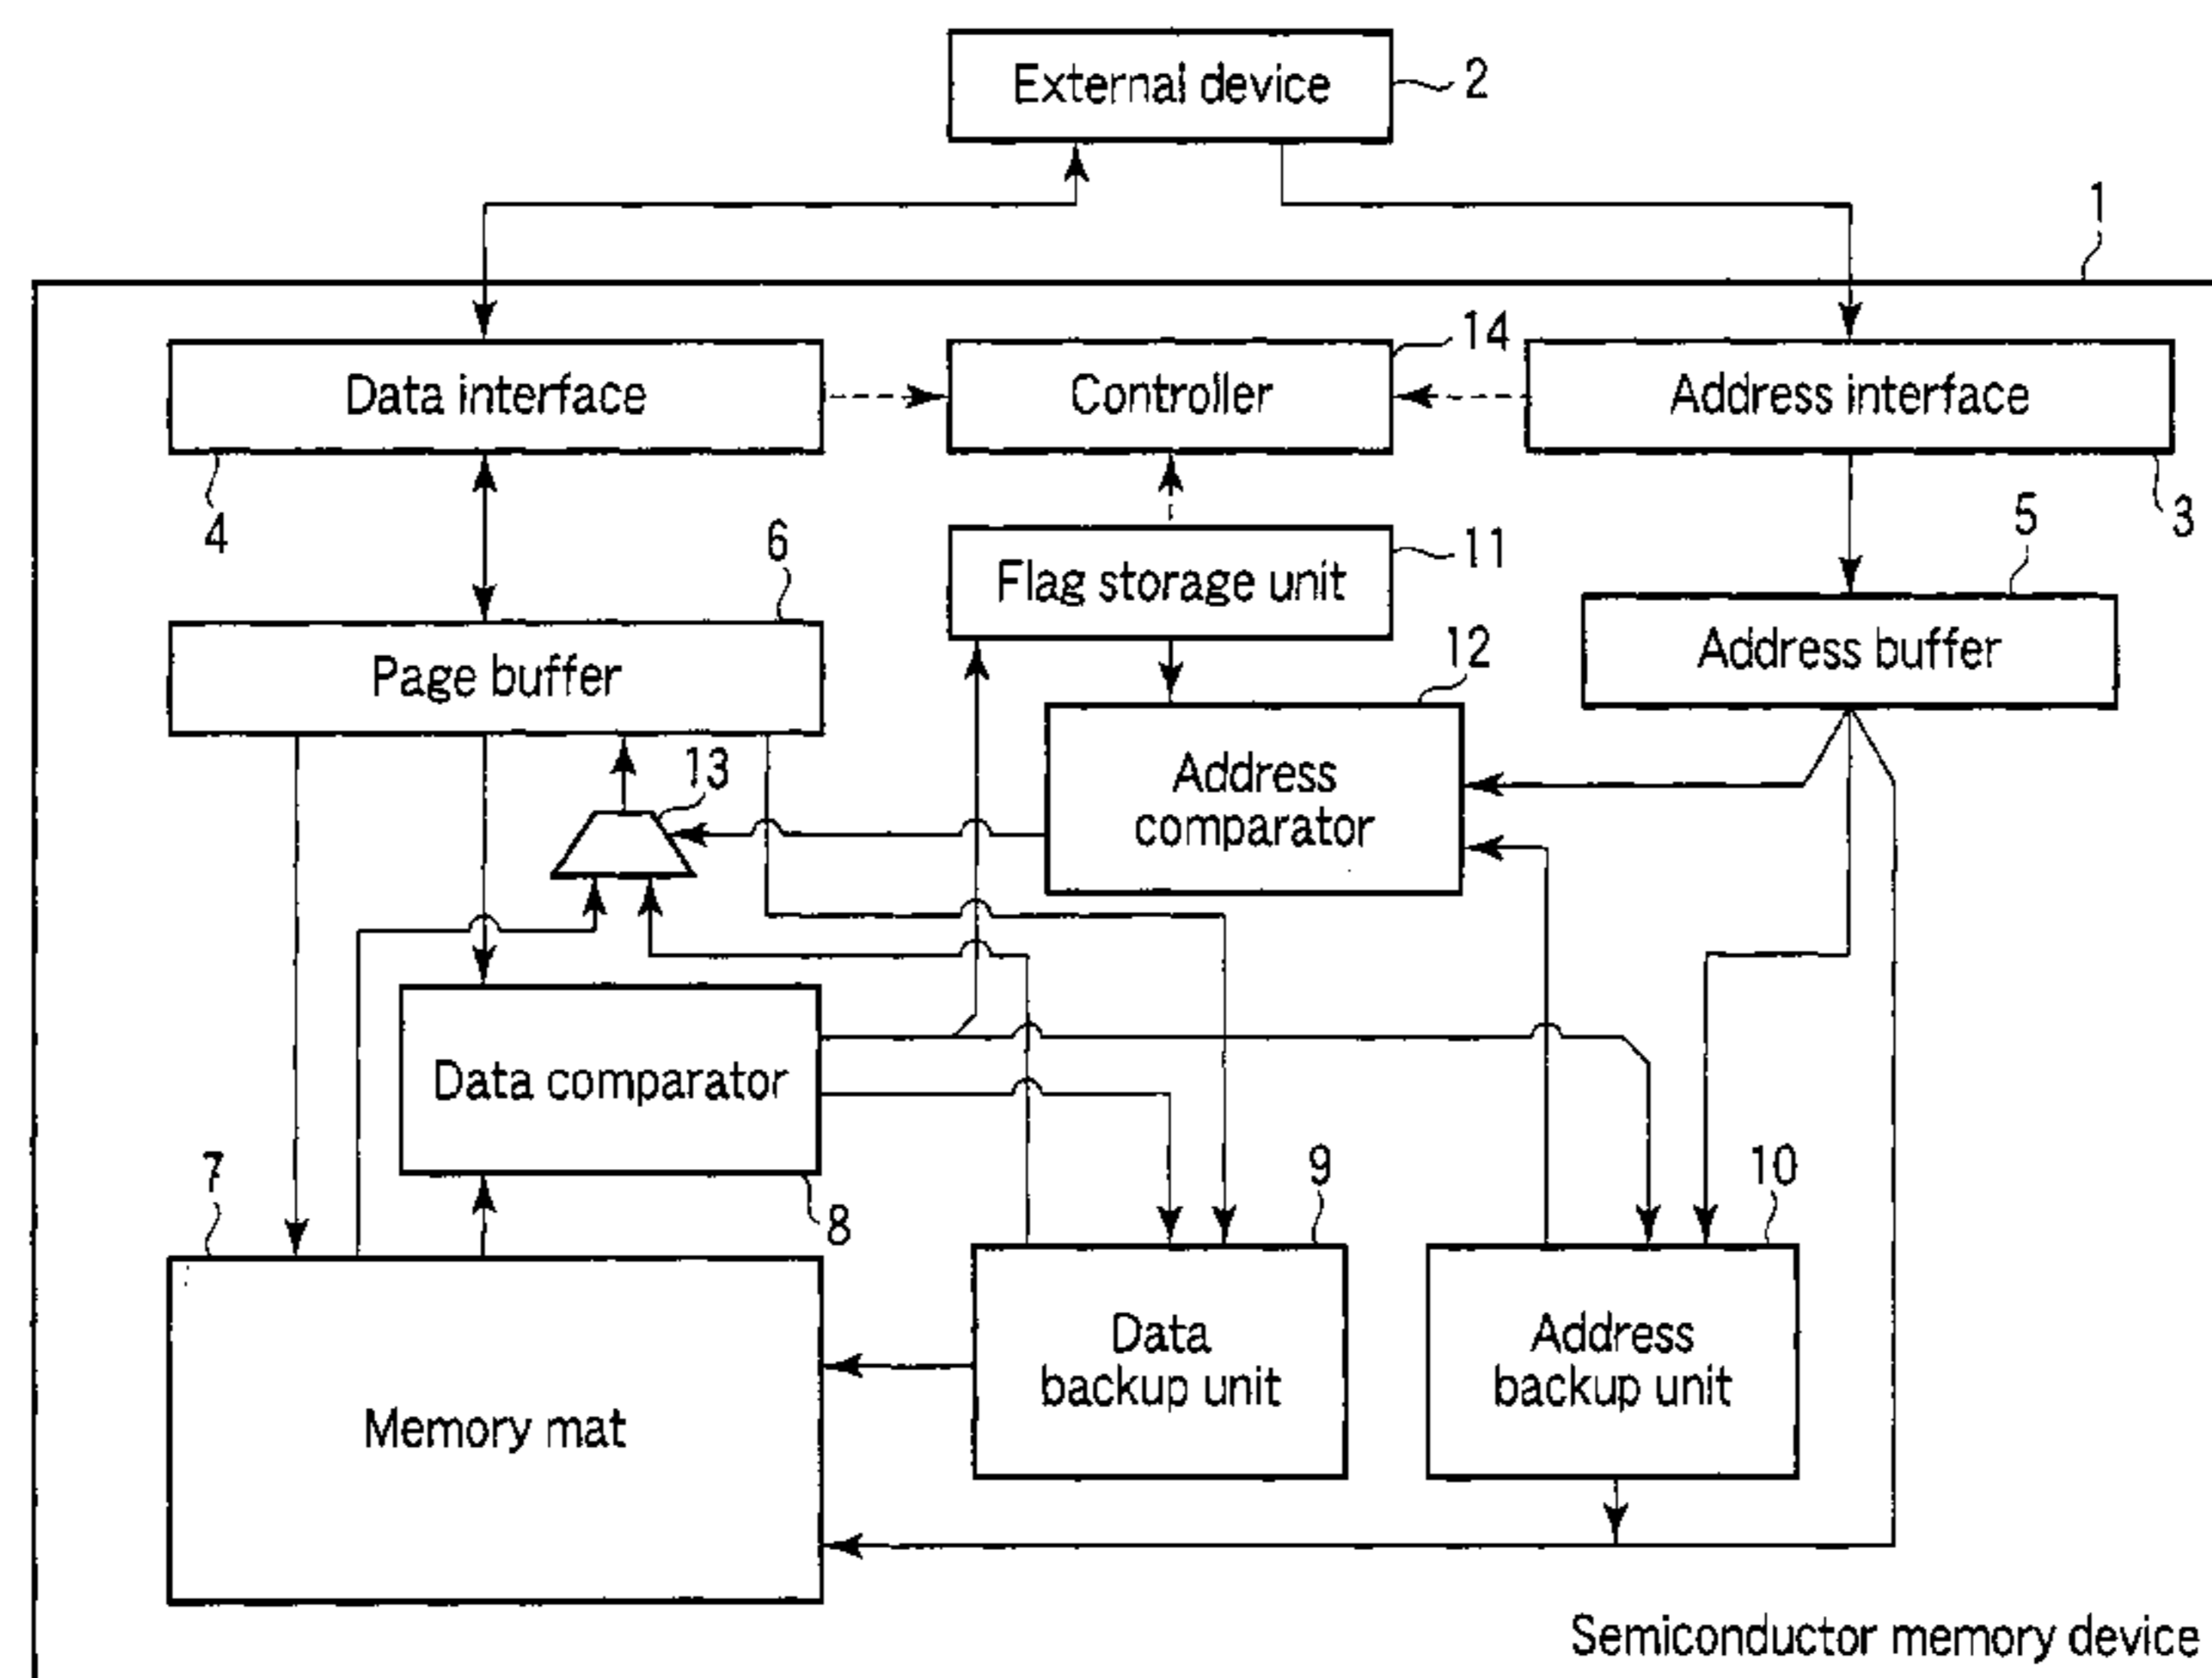 External device
2
1
Data interface
4
Controller
14
Address interface
3
Flag storage unit
11
5
Address buffer
6
Page buffer
12
Address
comparator
13
Data comparator
8
7
Memory mat
9
Data
backup unit
10
Address
backup unit
Semiconductor memory device